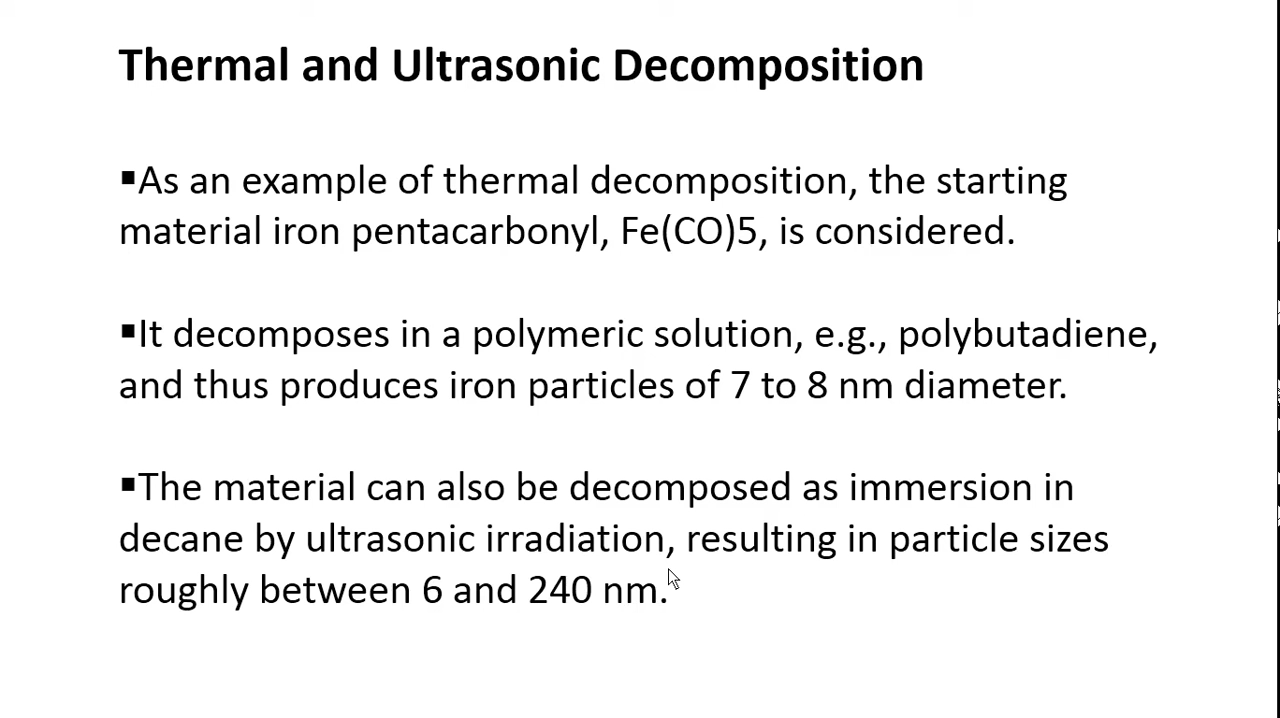 Thermal and Ultrasonic Decomposition
▪As an example of thermal decomposition, the starting
material iron pentacarbonyl, Fe(CO)5, is considered.
▪It decomposes in a polymeric solution, e.g., polybutadiene,
and thus produces iron particles of 7 to 8 nm diameter.
▪The material can also be decomposed as immersion in
decane by ultrasonic irradiation, resulting in particle sizes
roughly between 6 and 240 nm.